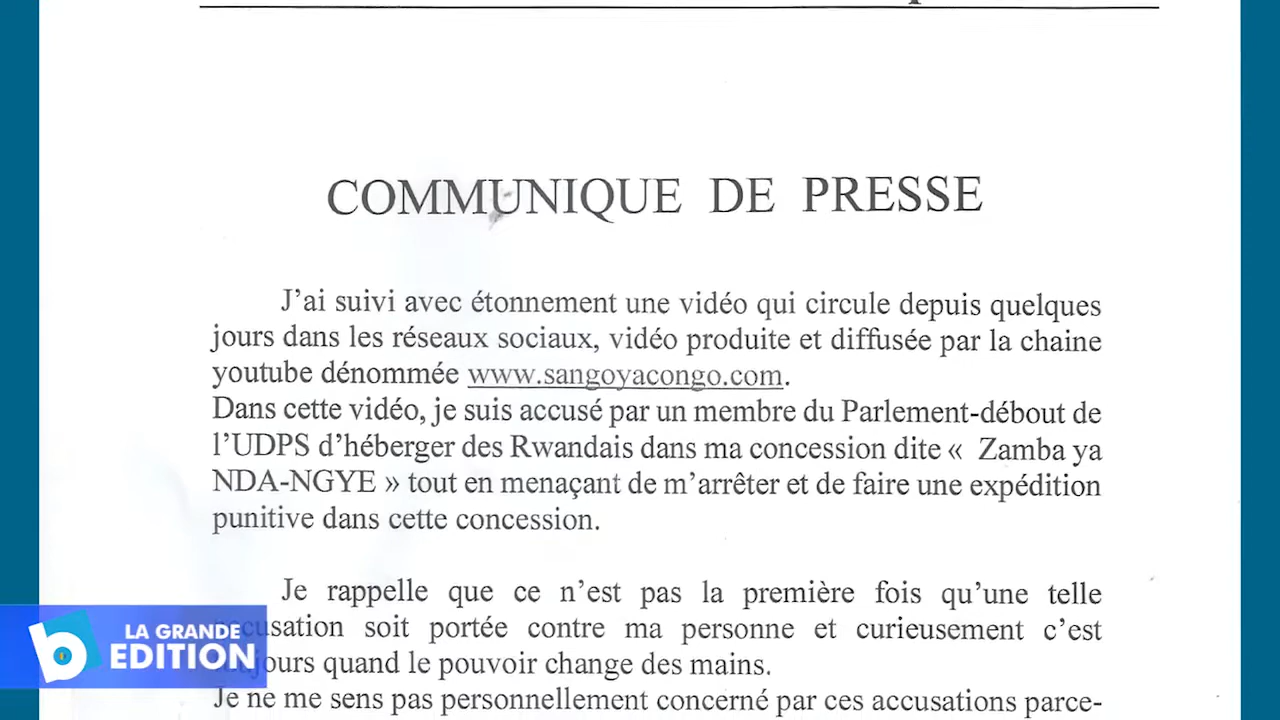 COMMUNIQUE DE PRESSE
J'ai suivi avec étonnement une vidéo qui circule depuis quelques
jours dans les réseaux sociaux, vidéo produite et diffusée par la chaine
youtube dénommée www.sangoyacongo.com.
Dans cette vidéo, je suis accusé par un membre du Parlement-débout de
l'UDPS d'héberger des Rwandais dans ma concession dite « Zamba ya
NDA-NGYE » tout en menaçant de m'arrêter et de faire une expédition
punitive dans cette concession.
Je rappelle que ce n'est pas la première fois qu'une telle
accusation soit portée contre ma personne et curieusement c'est
toujours quand le pouvoir change des mains.
Je ne me sens pas personnellement concerné par ces accusations parce-
LA GRANDE
EDITION